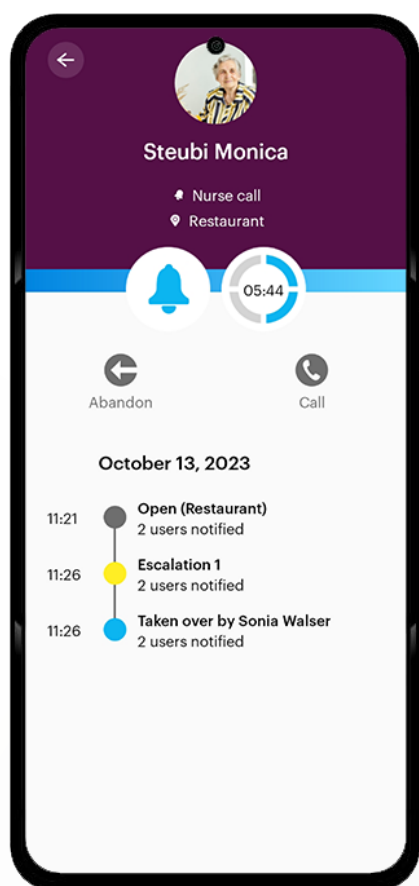 Steubi Monica
Nurse call
Restaurant
05:44
Abandon
Call
October 13, 2023
11:21
Open (Restaurant)
2 users notified
11:26
Escalation 1
2 users notified
11:26
Taken over by Sonia Walser
2 users notified